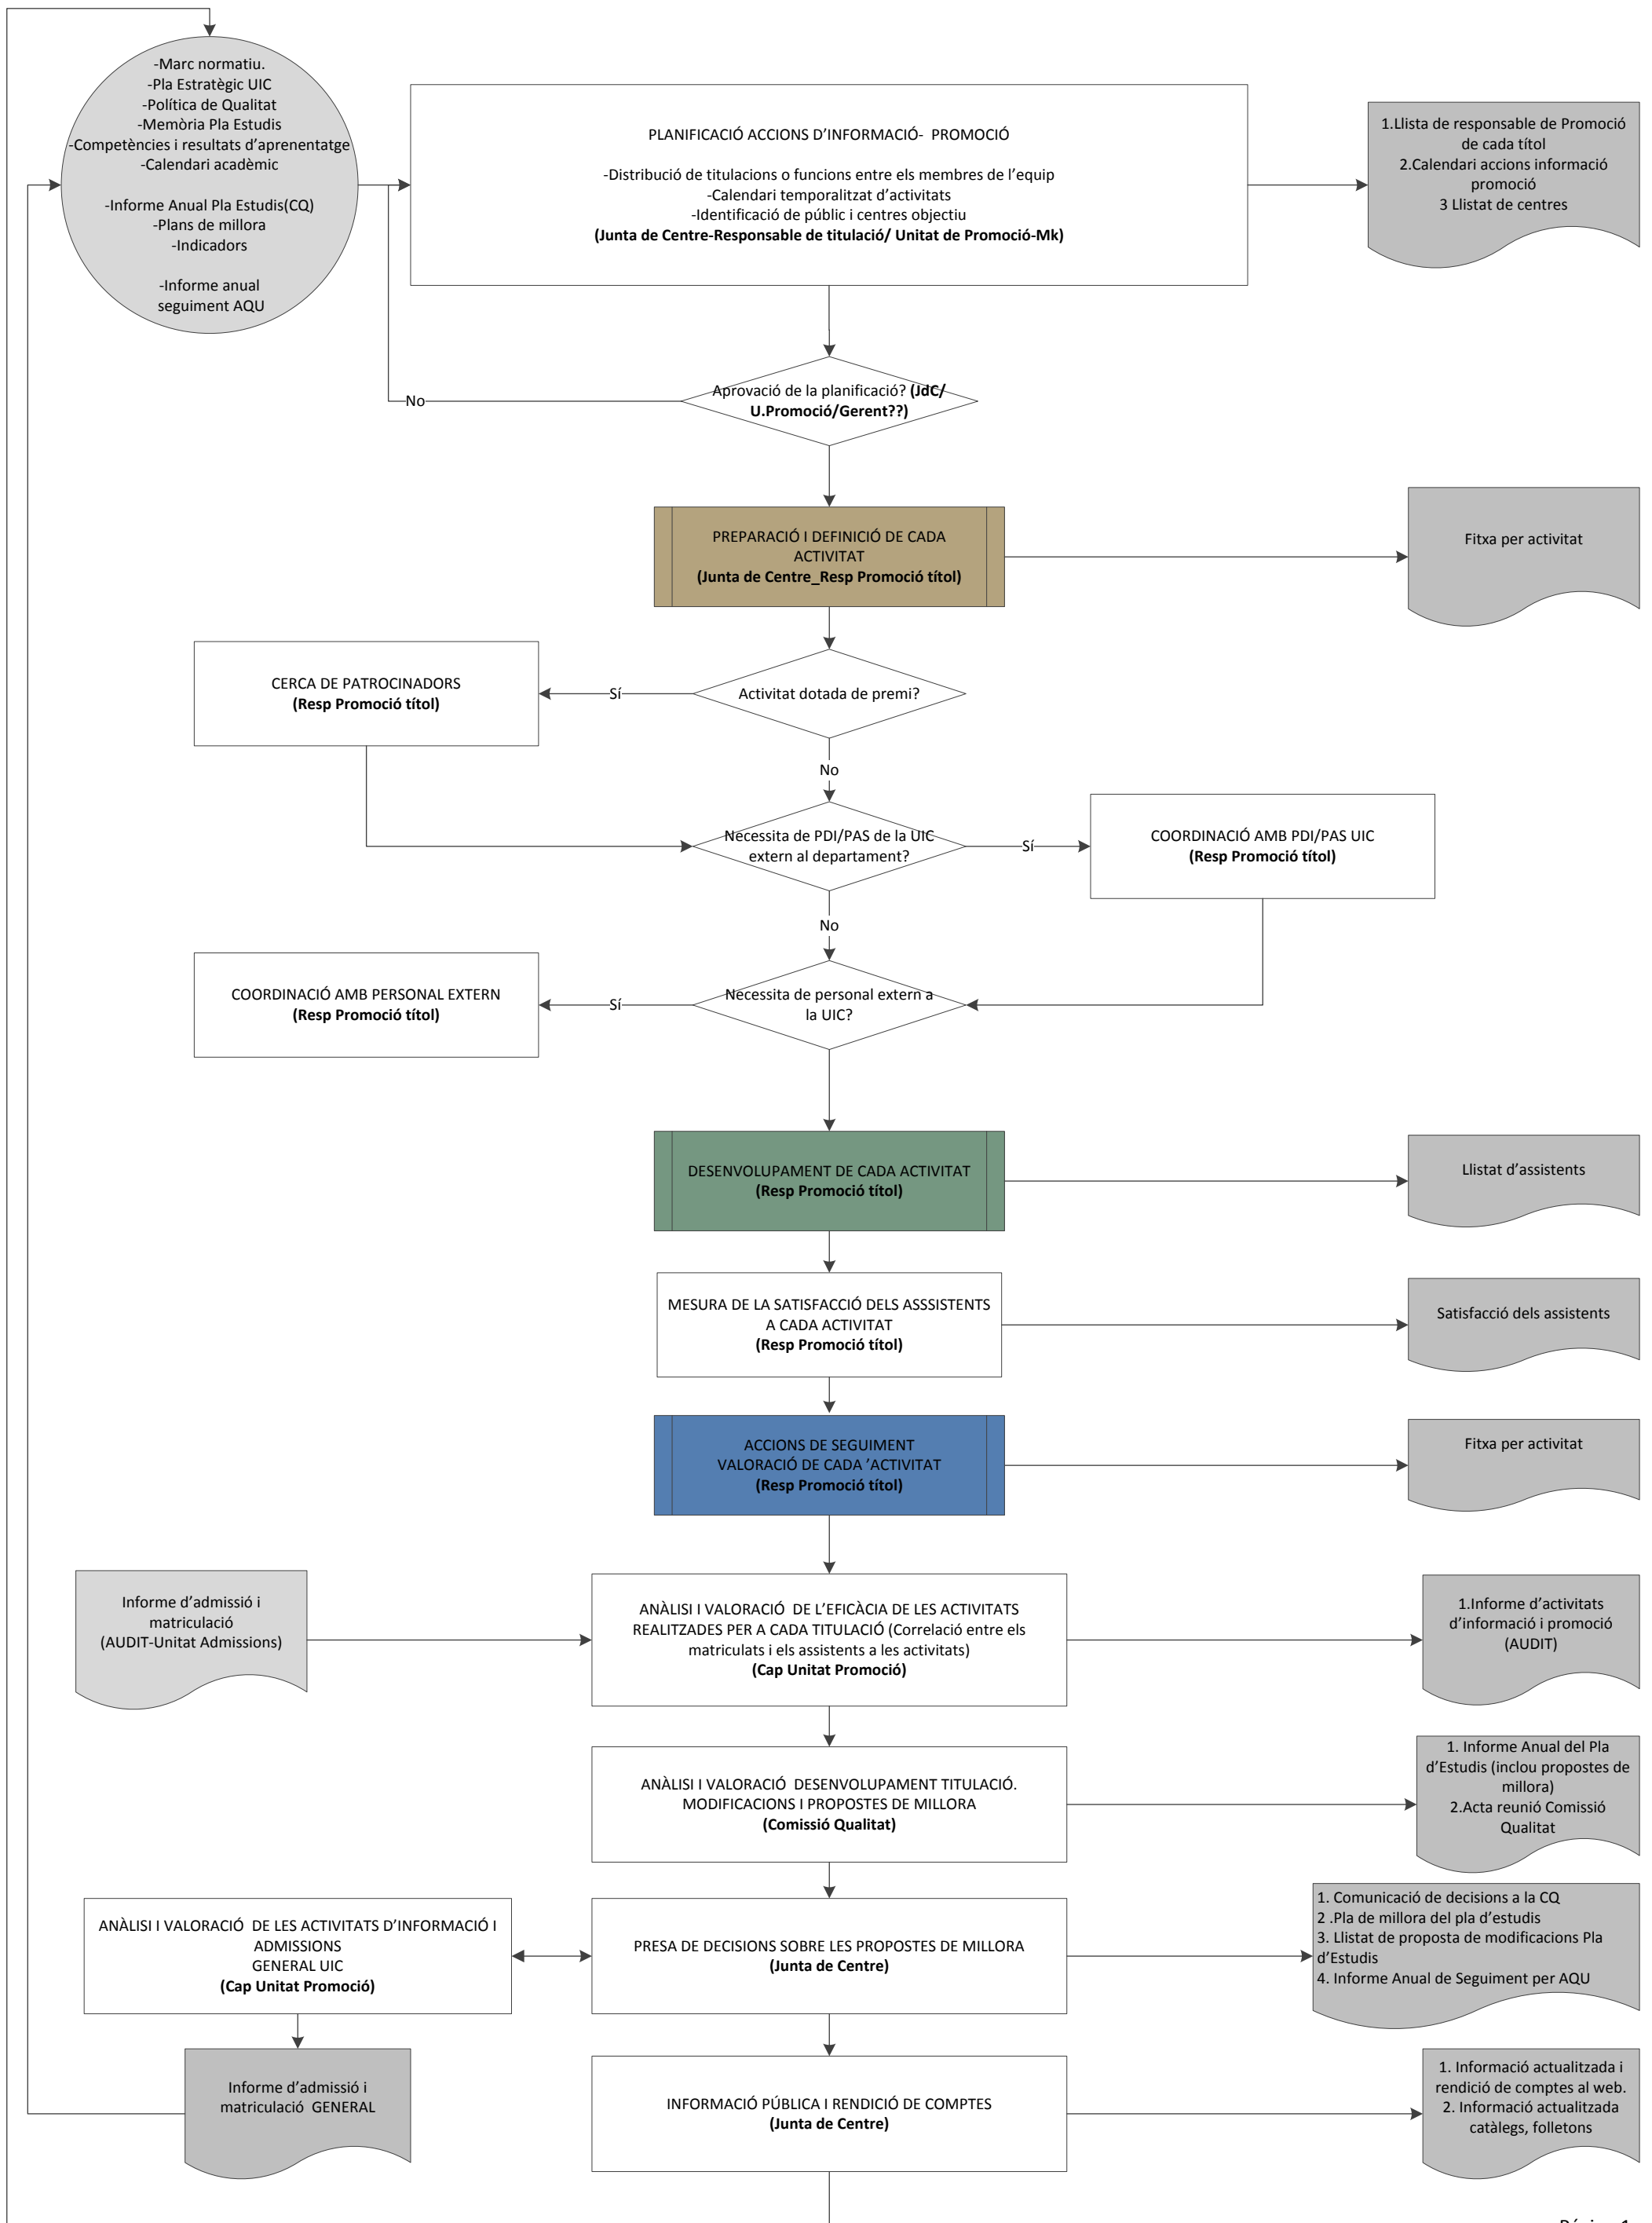 -Marc normatiu.
-Pla Estratègic UIC
-Política de Qualitat
-Memòria Pla Estudis
-Competències i resultats d'aprenentatge
-Calendari acadèmic
-Informe Anual Pla Estudis(CQ)
-Plans de millora
-Indicadors
-Informe anual
seguiment AQU
PLANIFICACIÓ ACCIONS D'INFORMACIÓ- PROMOCIÓ
-Distribució de titulacions o funcions entre els membres de l'equip
-Calendari temporalitzat d'activitats
-Identificació de públic i centres objectiu
(Junta de Centre-Responsable de titulació/ Unitat de Promoció-Mk)
1.Llista de responsable de Promoció
de cada títol
2.Calendari accions informació
promoció
3 Llistat de centres
Aprovació de la planificació? (JdC/
U.Promoció/Gerent??)
No
PREPARACIÓ I DEFINICIÓ DE CADA
ACTIVITAT
(Junta de Centre_Resp Promoció títol)
Fitxa per activitat
CERCA DE PATROCINADORS
(Resp Promoció títol)
Sí
Activitat dotada de premi?
No
Necessita de PDI/PAS de la UIC
extern al departament?
Sí
COORDINACIÓ AMB PDI/PAS UIC
(Resp Promoció títol)
No
COORDINACIÓ AMB PERSONAL EXTERN
(Resp Promoció títol)
Sí
Necessita de personal extern a
la UIC?
DESENVOLUPAMENT DE CADA ACTIVITAT
(Resp Promoció títol)
Llistat d'assistents
MESURA DE LA SATISFACCIÓ DELS ASSSISTENTS
A CADA ACTIVITAT
(Resp Promoció títol)
Satisfacció dels assistents
ACCIONS DE SEGUIMENT
VALORACIÓ DE CADA 'ACTIVITAT
(Resp Promoció títol)
Fitxa per activitat
Informe d'admissió i
matriculació
(AUDIT-Unitat Admissions)
ANÀLISI I VALORACIÓ DE L'EFICÀCIA DE LES ACTIVITATS
REALITZADES PER A CADA TITULACIÓ (Correlació entre els
matriculats i els assistents a les activitats)
(Cap Unitat Promoció)
1.Informe d'activitats
d'informació i promoció
(AUDIT)
ANÀLISI I VALORACIÓ DESENVOLUPAMENT TITULACIÓ.
MODIFICACIONS I PROPOSTES DE MILLORA
(Comissió Qualitat)
1. Informe Anual del Pla
d'Estudis (inclou propostes de
millora)
2.Acta reunió Comissió
Qualitat
ANÀLISI I VALORACIÓ DE LES ACTIVITATS D'INFORMACIÓ I
ADMISSIONS
GENERAL UIC
(Cap Unitat Promoció)
PRESA DE DECISIONS SOBRE LES PROPOSTES DE MILLORA
(Junta de Centre)
1. Comunicació de decisions a la CQ
2 .Pla de millora del pla d'estudis
3. Llistat de proposta de modificacions Pla
d'Estudis
4. Informe Anual de Seguiment per AQU
Informe d'admissió i
matriculació GENERAL
INFORMACIÓ PÚBLICA I RENDICIÓ DE COMPTES
(Junta de Centre)
1. Informació actualitzada i
rendició de comptes al web.
2. Informació actualitzada
catàlegs, folletons